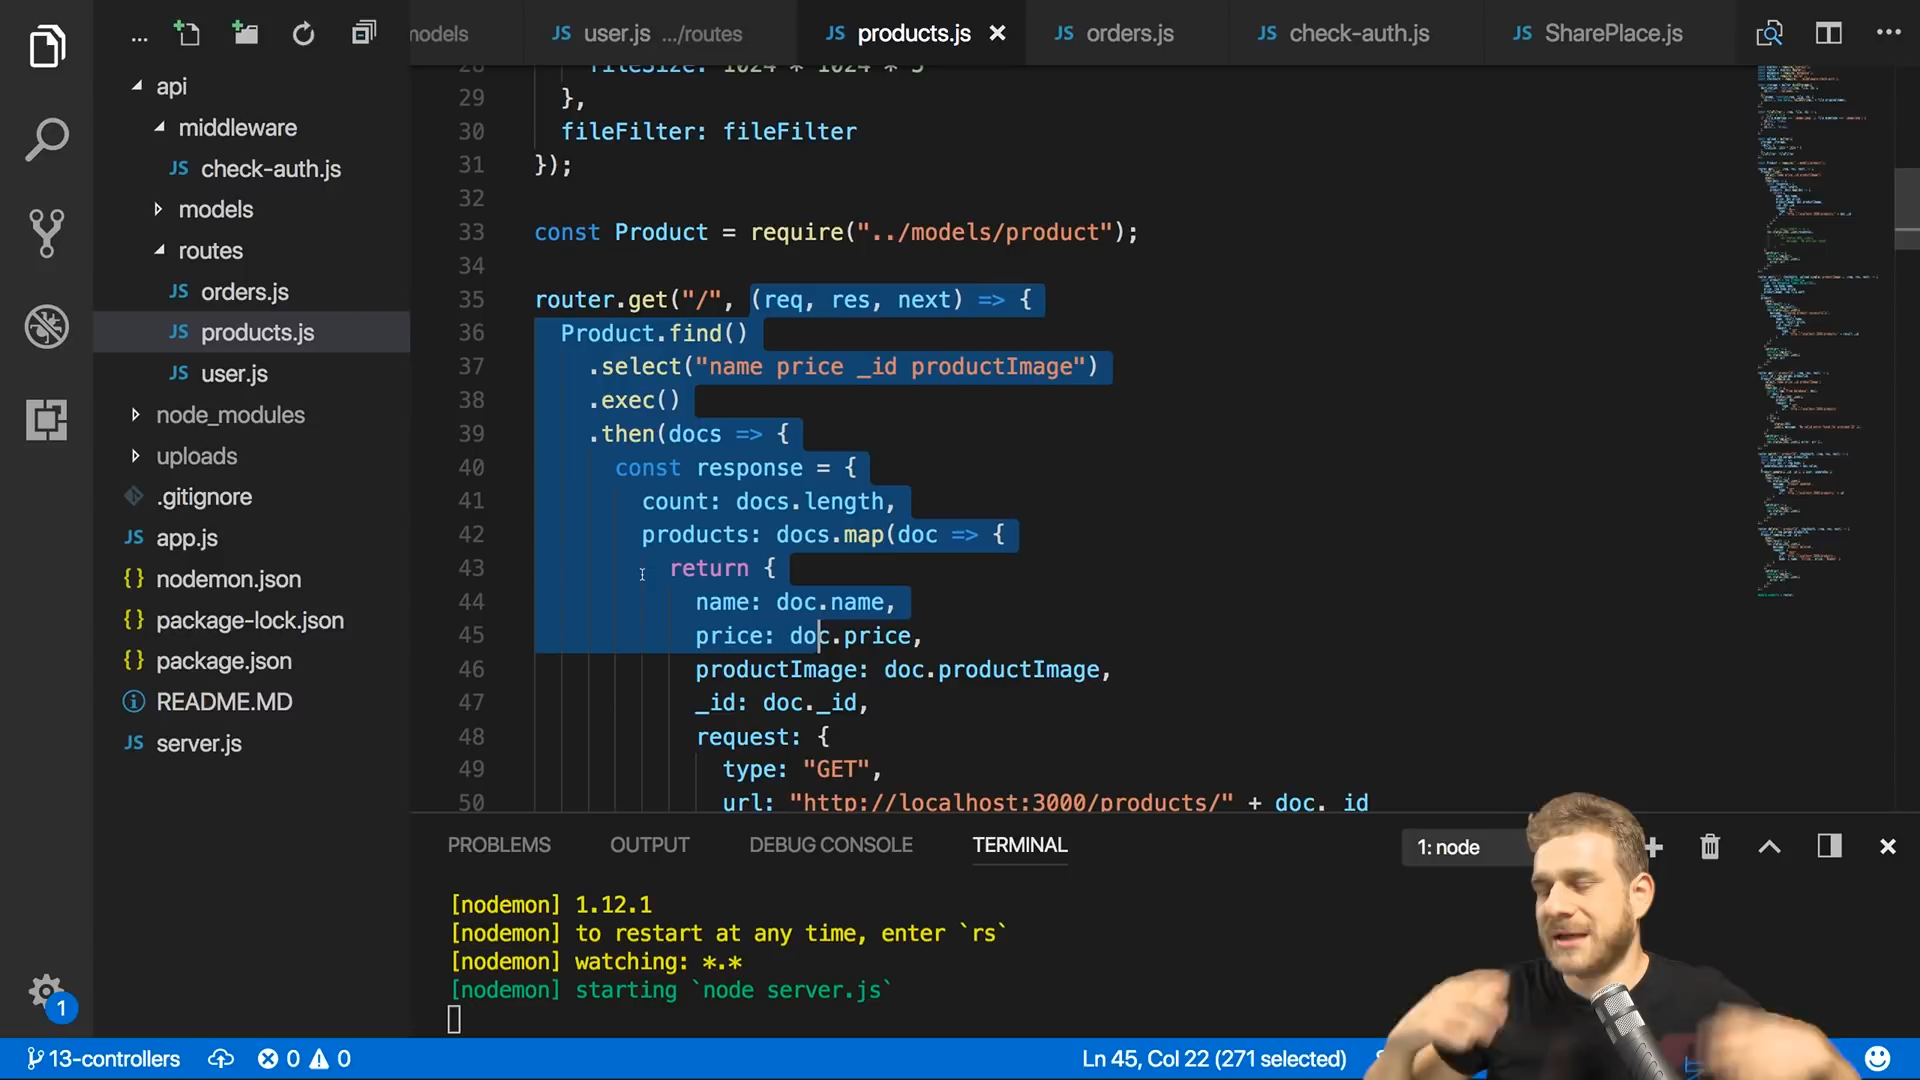 ...
models
JS user.js .../routes
JS products.js
JS orders.js
JS check-auth.js
JS SharePlace.js
api
middleware
JS check-auth.js
models
routes
JS orders.js
JS products.js
JS user.js
node_modules
uploads
.gitignore
JS app.js
{} nodemon.json
{} package-lock.json
{} package.json
README.MD
JS server.js
28 fileSize: 1024 * 1024 * 5
29 },
30 fileFilter: fileFilter
31 });
32
33 const Product = require("../models/product");
34
35 router.get("/", (req, res, next) => {
36 Product.find()
37 .select("name price _id productImage")
38 .exec()
39 .then(docs => {
40 const response = {
41 count: docs.length,
42 products: docs.map(doc => {
43 return {
44 name: doc.name,
45 price: doc.price,
46 productImage: doc.productImage,
47 _id: doc._id,
48 request: {
49 type: "GET",
50 url: "http://localhost:3000/products/" + doc._id
PROBLEMS
OUTPUT
DEBUG CONSOLE
TERMINAL
1: node
[nodemon] 1.12.1
[nodemon] to restart at any time, enter `rs`
[nodemon] watching: *.*
[nodemon] starting `node server.js`
1
13-controllers
0
0
Ln 45, Col 22 (271 selected)